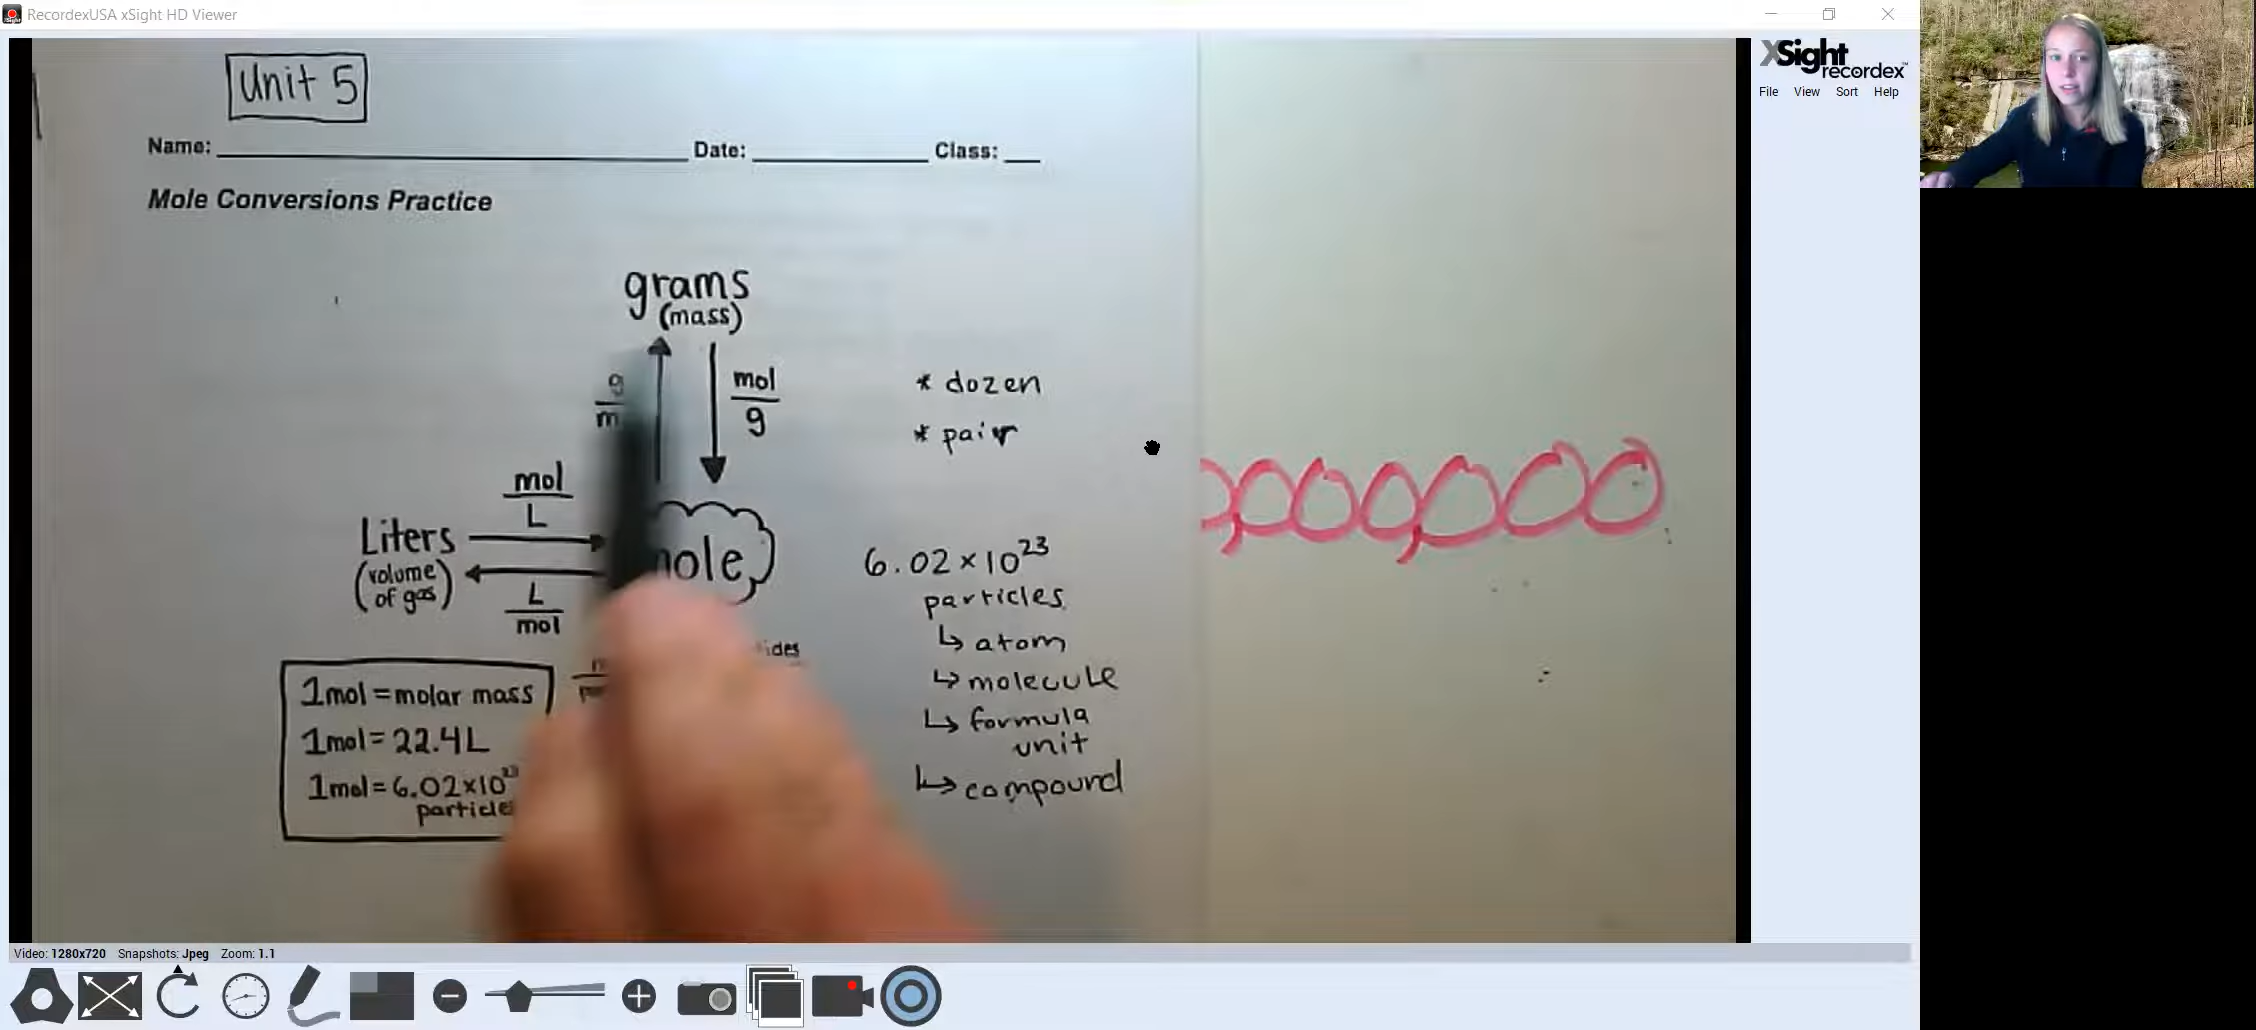 RecordexUSA xSight HD Viewer
XSight
recordex™
File View Sort Help
Unit 5
Name: Date: Class:
Mole Conversions Practice
grams
(mass)
g
mol
g
* dozen
* pair
mol
L
Liters
(volume
of gas)
L
mol
6.02×10²³
particles
↳ atom
↳ molecule
↳ formula
unit
↳ compound
1mol = molar mass
1mol = 22.4L
1mol = 6.02×10²³
Video: 1280x720 Snapshots: Jpeg Zoom: 1.1